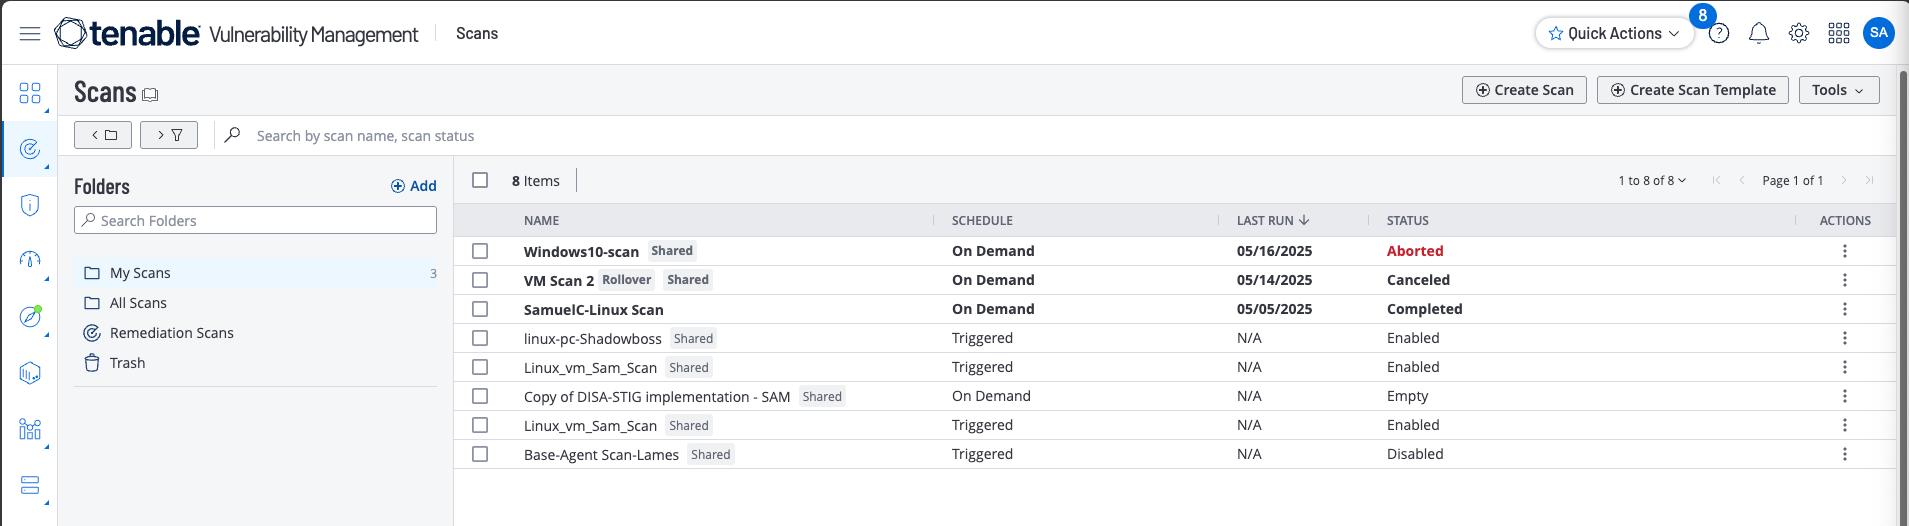 tenable Vulnerability Management Scans Quick Actions 8 SA
Scans Create Scan Create Scan Template Tools
Search by scan name, scan status
Folders Add
Search Folders
My Scans 3
All Scans
Remediation Scans
Trash
8 Items 1 to 8 of 8 Page 1 of 1
NAME SCHEDULE LAST RUN STATUS ACTIONS
Windows10-scan Shared On Demand 05/16/2025 Aborted
VM Scan 2 Rollover Shared On Demand 05/14/2025 Canceled
SamuelC-Linux Scan On Demand 05/05/2025 Completed
linux-pc-Shadowboss Shared Triggered N/A Enabled
Linux_vm_Sam_Scan Shared Triggered N/A Enabled
Copy of DISA-STIG implementation - SAM Shared On Demand N/A Empty
Linux_vm_Sam_Scan Shared Triggered N/A Enabled
Base-Agent Scan-Lames Shared Triggered N/A Disabled